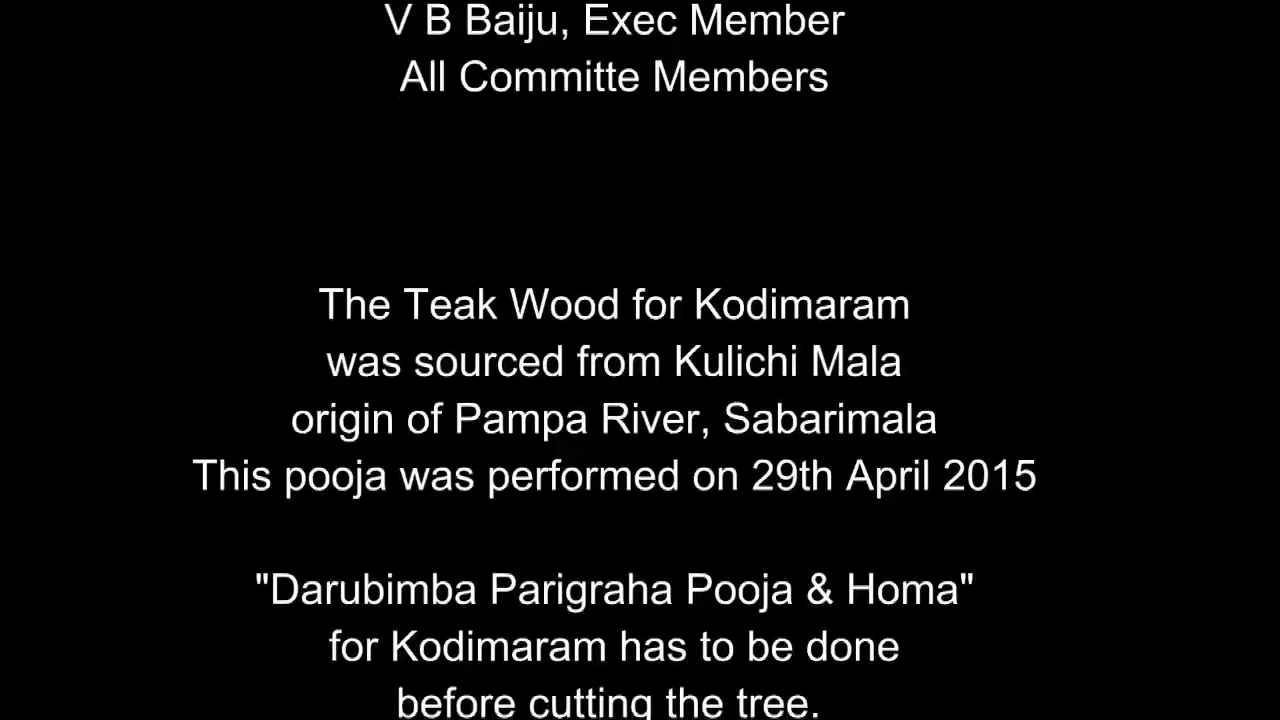 V B Baiju, Exec Member
All Committe Members
The Teak Wood for Kodimaram
was sourced from Kulichi Mala
origin of Pampa River, Sabarimala
This pooja was performed on 29th April 2015
"Darubimba Parigraha Pooja & Homa"
for Kodimaram has to be done
before cutting the tree.